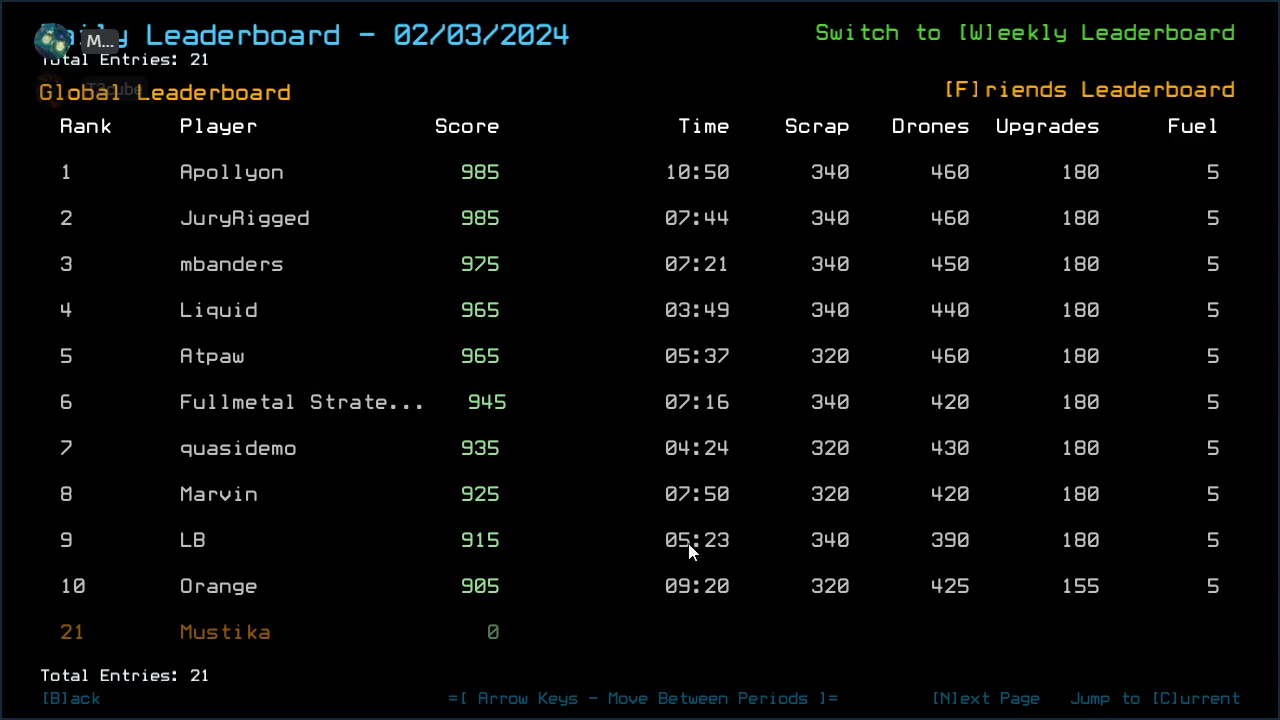 Daily Leaderboard - 02/03/2024 Switch to [W]eekly Leaderboard
M...
Total Entries: 21
T3cube
Global Leaderboard [F]riends Leaderboard
Rank Player Score Time Scrap Drones Upgrades Fuel
1 Apollyon 985 10:50 340 460 180 5
2 JuryRigged 985 07:44 340 460 180 5
3 mbanders 975 07:21 340 450 180 5
4 Liquid 965 03:49 340 440 180 5
5 Atpaw 965 05:37 320 460 180 5
6 Fullmetal Strate... 945 07:16 340 420 180 5
7 quasidemo 935 04:24 320 430 180 5
8 Marvin 925 07:50 320 420 180 5
9 LB 915 05:23 340 390 180 5
10 Orange 905 09:20 320 425 155 5
21 Mustika 0
Total Entries: 21
[B]ack =[ Arrow Keys - Move Between Periods ]= [N]ext Page Jump to [C]urrent